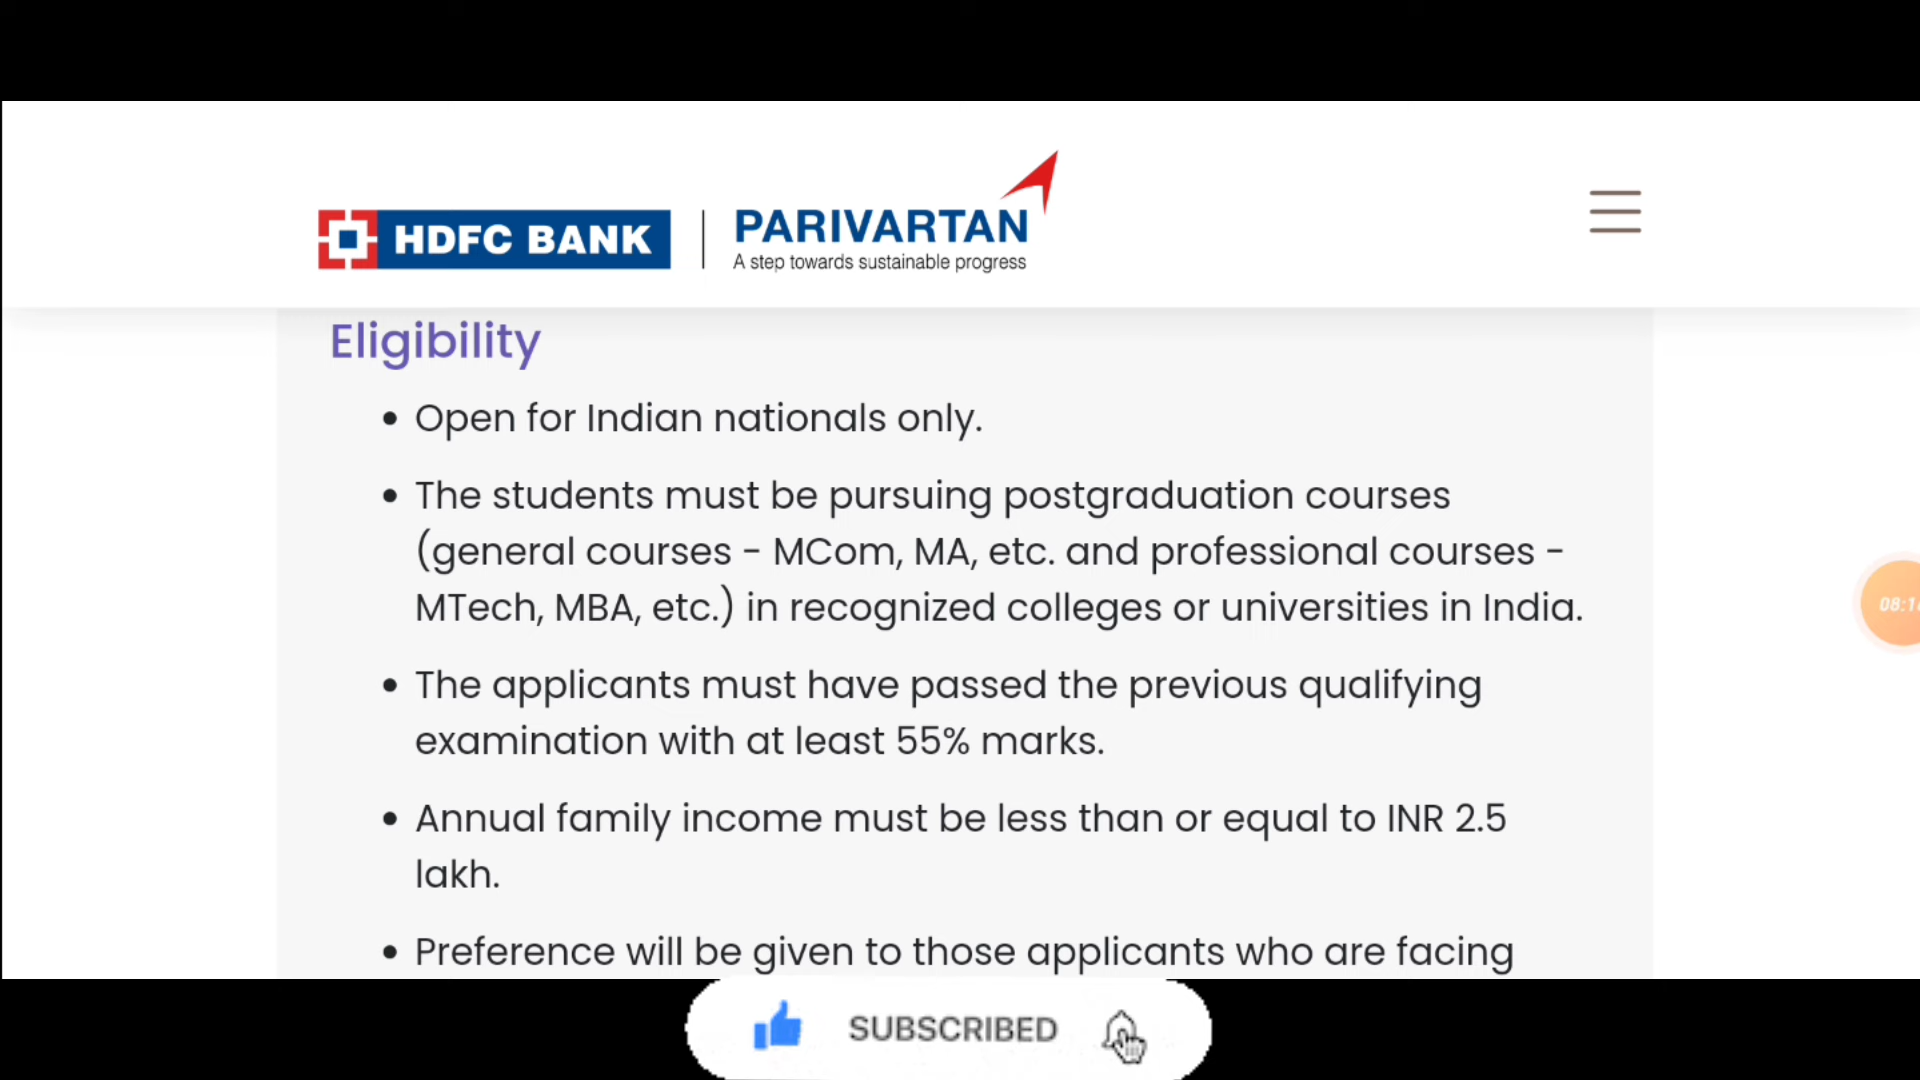 HDFC BANK
PARIVARTAN
A step towards sustainable progress
Eligibility
• Open for Indian nationals only.
• The students must be pursuing postgraduation courses
(general courses - MCom, MA, etc. and professional courses -
MTech, MBA, etc.) in recognized colleges or universities in India.
• The applicants must have passed the previous qualifying
examination with at least 55% marks.
• Annual family income must be less than or equal to INR 2.5
lakh.
• Preference will be given to those applicants who are facing
SUBSCRIBED